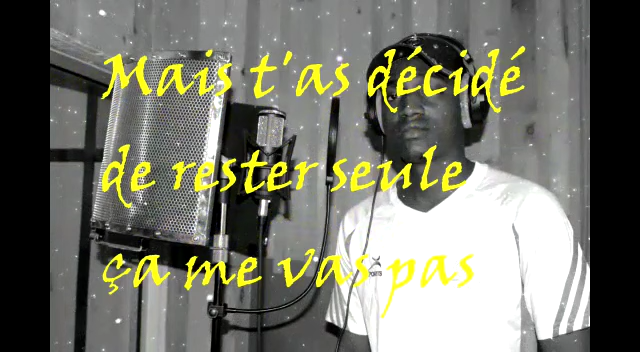 Mais t'as décidé
de rester seule
ça me vas pas